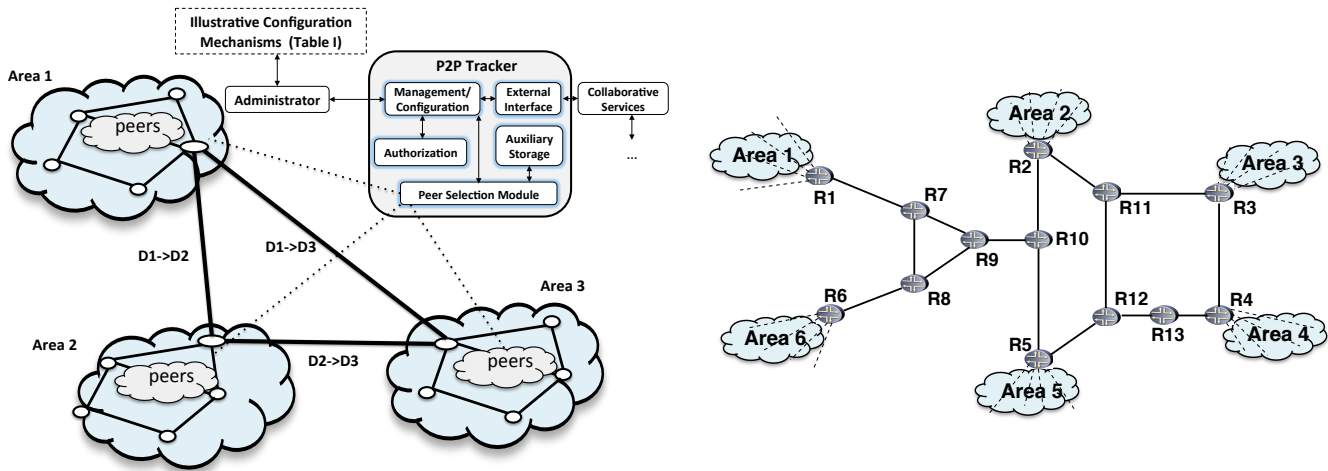 Illustrative Configuration
Mechanisms (Table I)
Area 1
P2P Tracker
Administrator
Management/
Configuration
External
Interface
Collaborative
Services
...
Authorization
Auxiliary
Storage
Peer Selection Module
peers
D1->D2
D1->D3
Area 3
Area 2
peers
D2->D3
peers
Area 2
R2
Area 1
R1
R7
R11
Area 3
R3
R10
R9
R8
R6
Area 6
R12
R13
R4
Area 4
R5
Area 5